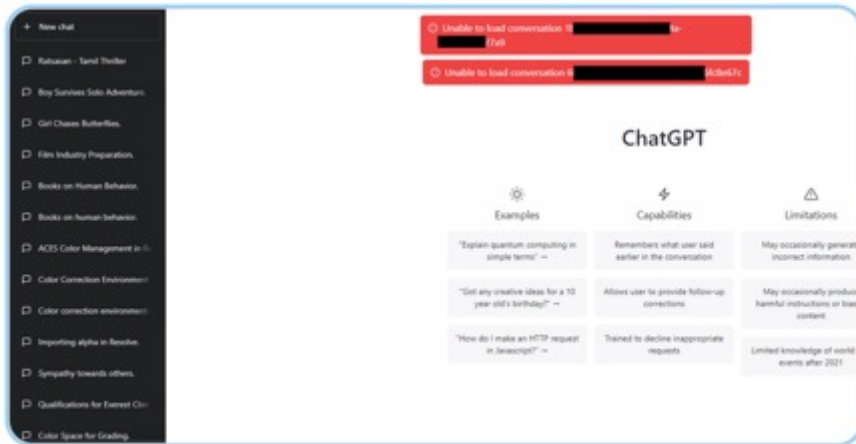 + New chat
Ratsasan - Tamil Thriller
Boy Survives Solo Adventure.
Girl Chases Butterflies.
Film Industry Preparation.
Books on Human Behavior.
Books on human behavior.
ACES Color Management in
Color Correction Environment
Color correction environment
Importing alpha in Resolve.
Sympathy towards others.
Qualifications for Everest
Color Space for Grading.
Unable to load conversation
Unable to load conversation
ChatGPT
Examples
"Explain quantum computing in
simple terms" →
"Got any creative ideas for a 10
year old's birthday?" →
"How do I make an HTTP request
in Javascript?" →
Capabilities
Remembers what user said
earlier in the conversation
Allows user to provide follow-up
corrections
Trained to decline inappropriate
requests
Limitations
May occasionally generat
incorrect information
May occasionally produc
harmful instructions or bia
content
Limited knowledge of world
events after 2021